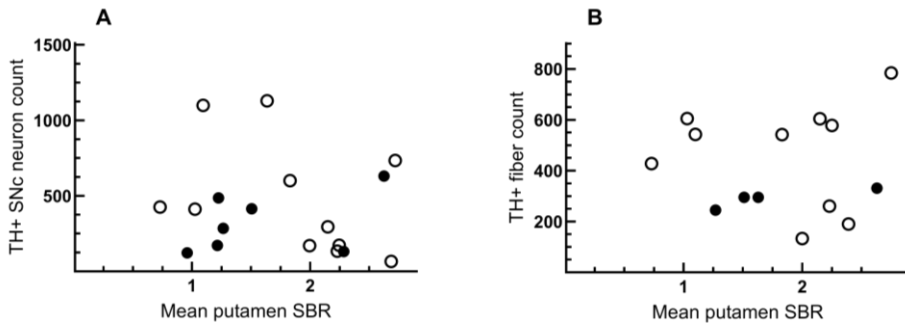 A
TH+ SNc neuron count
1500
1000
500
1
2
Mean putamen SBR
B
TH+ fiber count
800
600
400
200
1
2
Mean putamen SBR